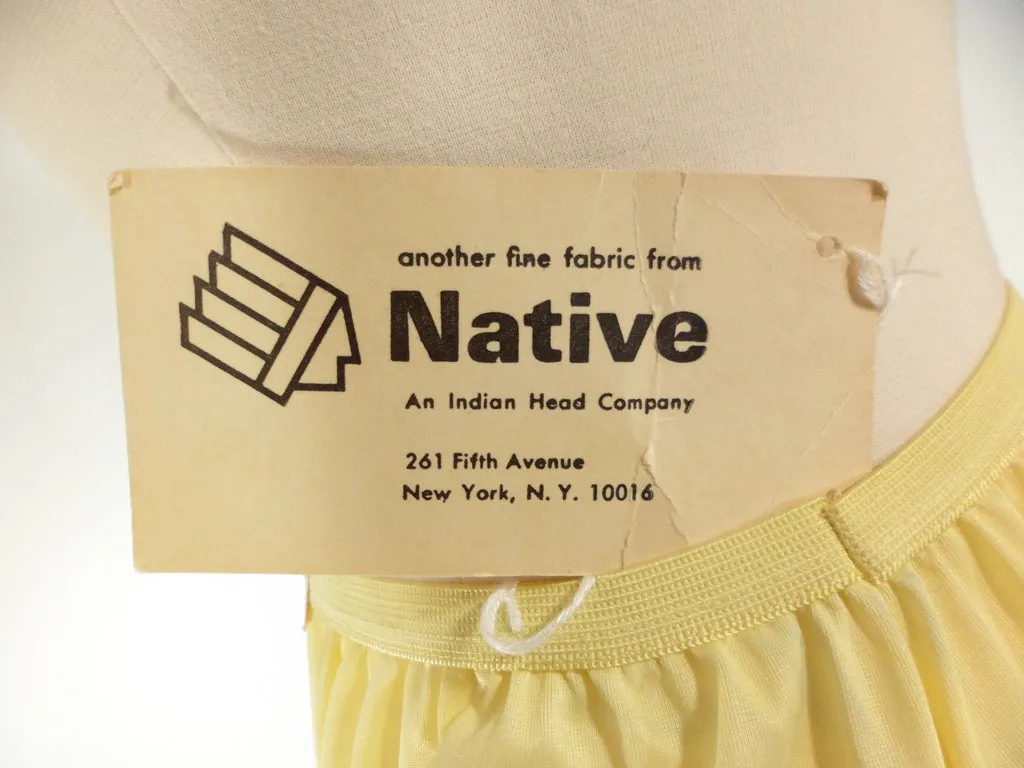 another fine fabric from
Native
An Indian Head Company
261 Fifth Avenue
New York, N. Y. 10016